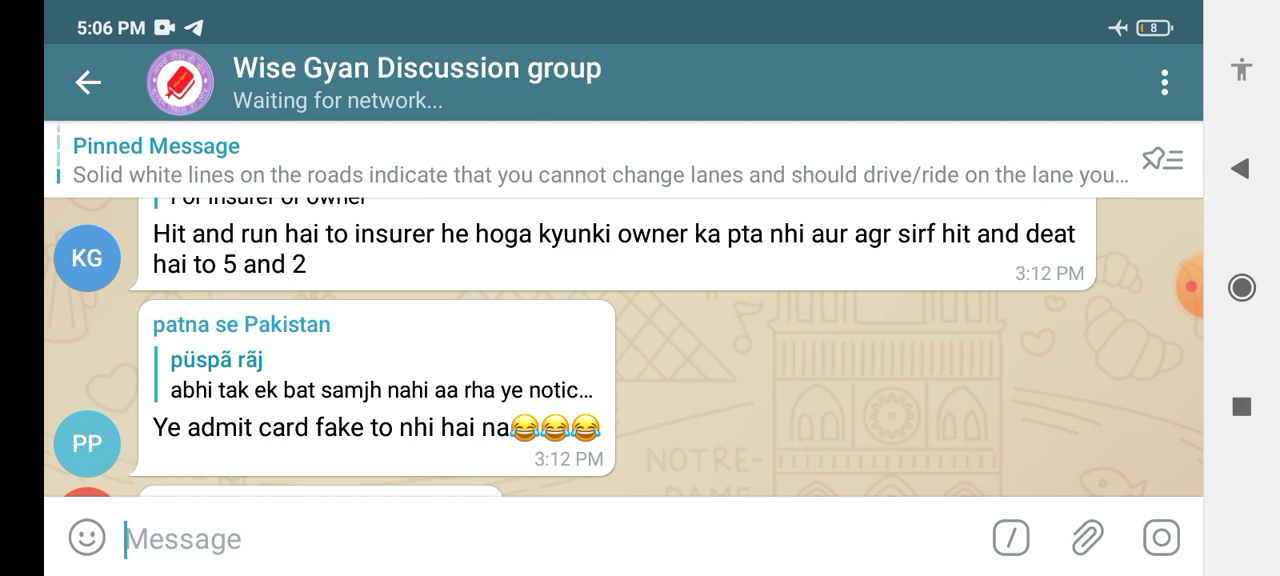 5:06 PM
8
Wise Gyan Discussion group
Waiting for network...
Pinned Message
Solid white lines on the roads indicate that you cannot change lanes and should drive/ride on the lane you...
KG
Hit and run hai to insurer he hoga kyunki owner ka pta nhi aur agr sirf hit and deat
hai to 5 and 2
3:12 PM
patna se Pakistan
püspã rãj
abhi tak ek bat samjh nahi aa rha ye notic...
PP
Ye admit card fake to nhi hai na😂😂😂
3:12 PM
NOTRE-
DAME
Message